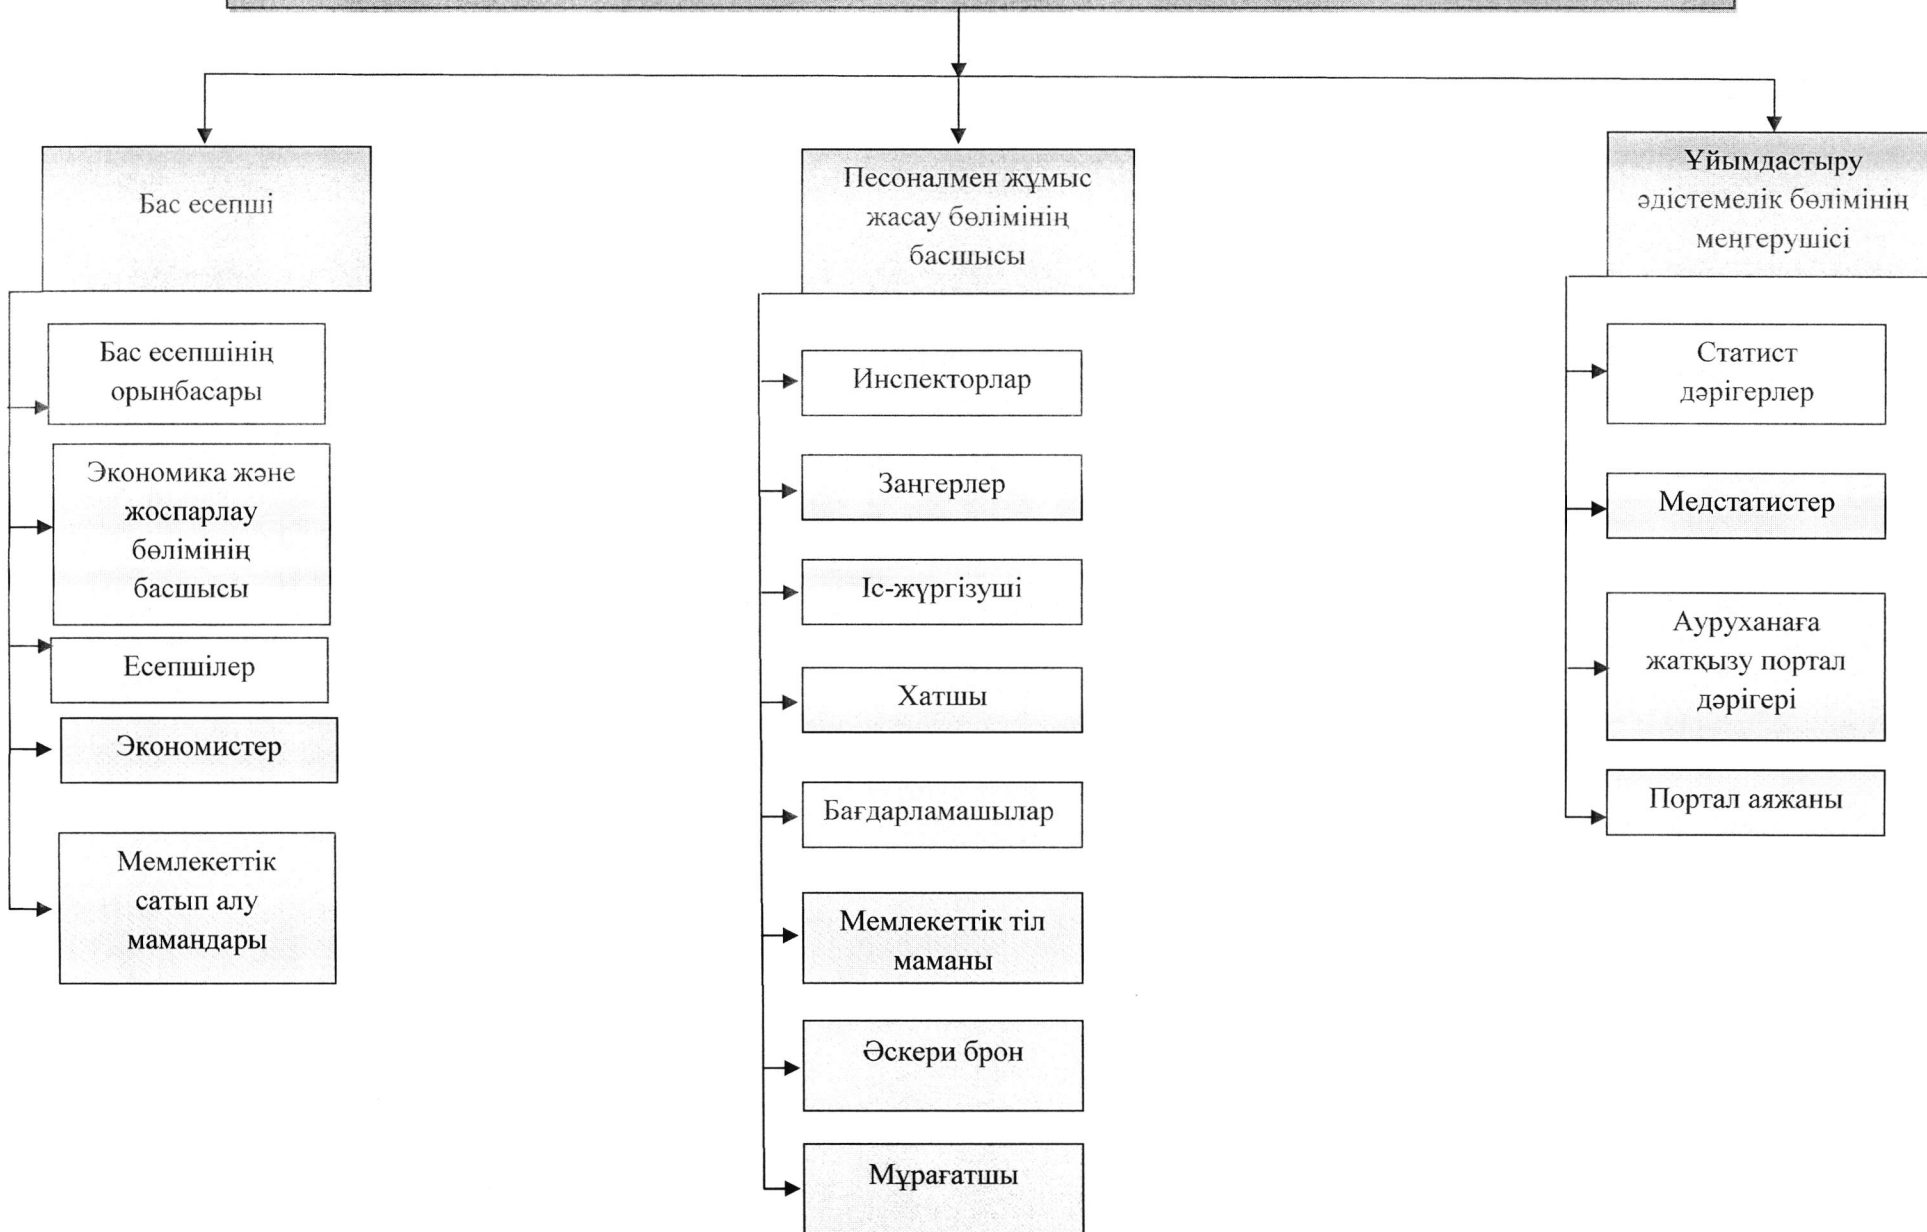 Бас есепші
Бас есепшінің
орынбасары
Экономика және
жоспарлау
бөлімінің
басшысы
Есепшілер
Экономистер
Мемлекеттік
сатып алу
мамандары
Песоналмен жұмыс
жасау бөлімінің
басшысы
Инспекторлар
Заңгерлер
Іс-жүргізуші
Хатшы
Бағдарламашылар
Мемлекеттік тіл
маманы
Әскери брон
Мұрағатшы
Ұйымдастыру
әдістемелік бөлімінің
меңгерушісі
Статист
дәрігерлер
Медстатистер
Ауруханаға
жатқызу портал
дәрігері
Портал аяжаны